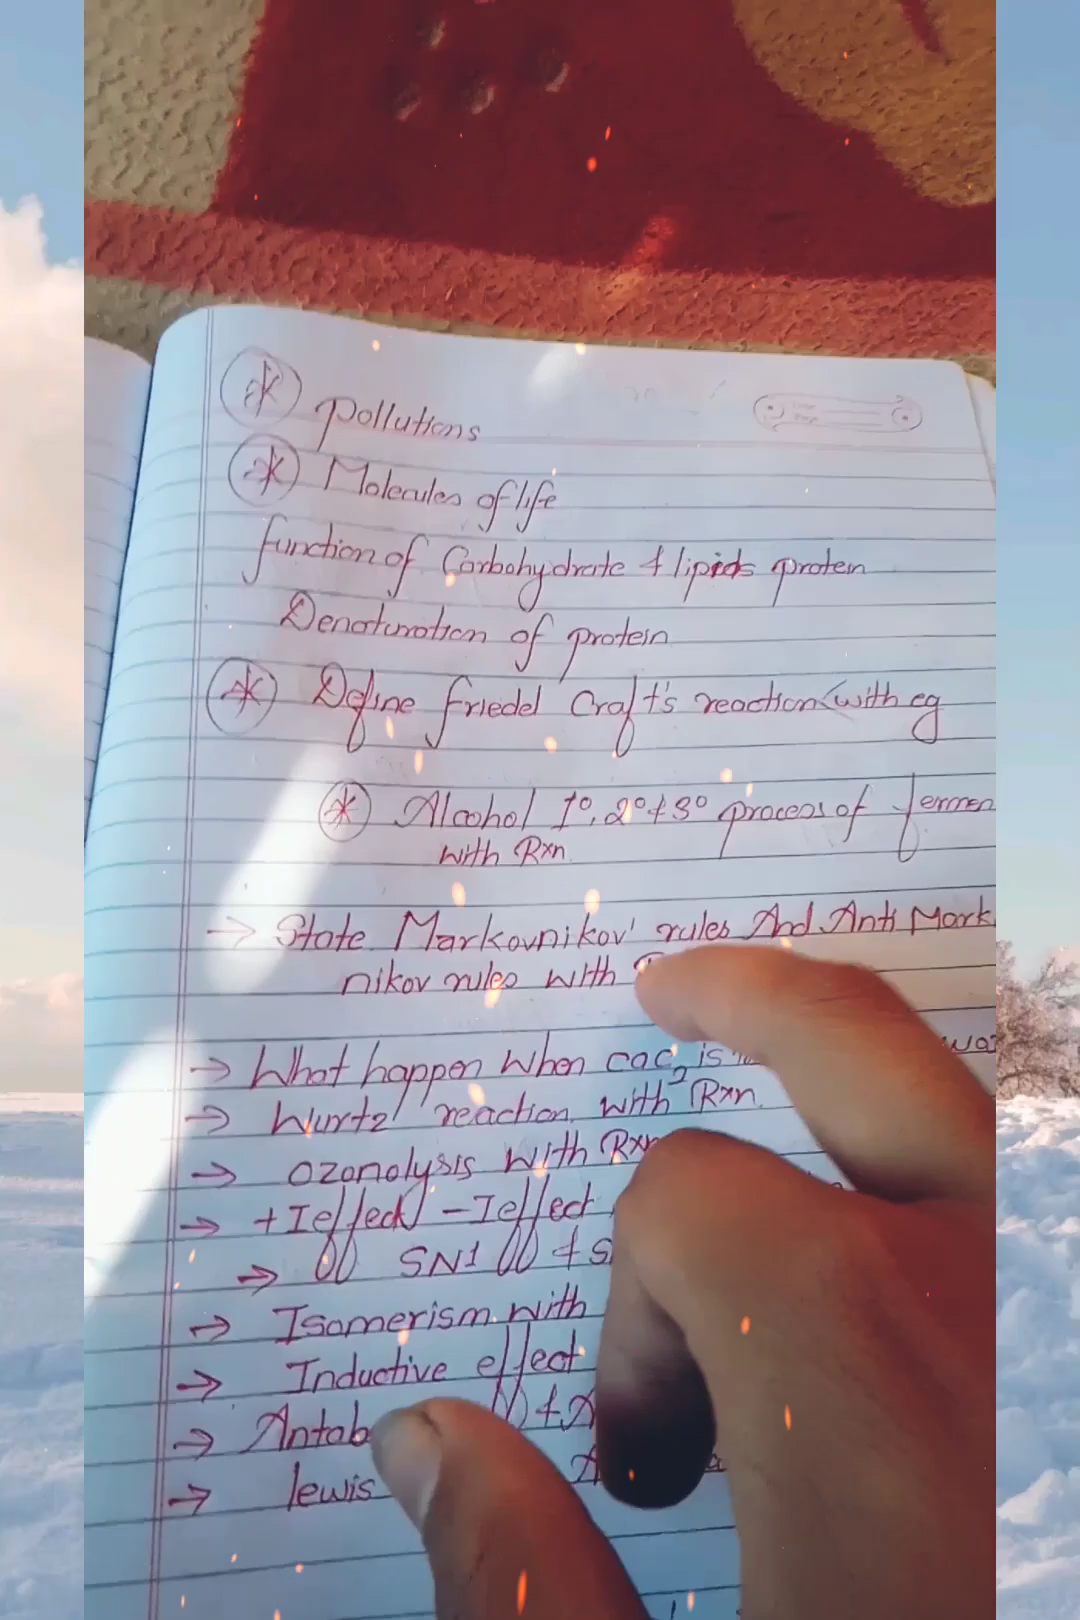 Pollutions
Molecules of life
function of Carbohydrate & lipids protein
Denaturation of protein
Define friedel Craft's reaction with eg
Alcohol 1°, 2° & 3° process of fermen
with Rxn.
→ State Markovnikov' rules And Anti Mark
nikov rules with
→ What happen when cac2 is
→ Wurtz' reaction with Rxn.
→ ozonolysis with Rxn
→ +I effect -I effect
→ SN1 &
→ Isomerism with
→ Inductive effect
→
→ lewis